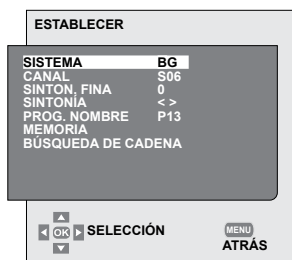 ESTABLECER
SISTEMA BG
CANAL S06
SINTON, FINA 0
SINTONÍA < >
PROG. NOMBRE P13
MEMORIA
BÚSQUEDA DE CADENA
OK SELECCIÓN MENU
ATRÁS